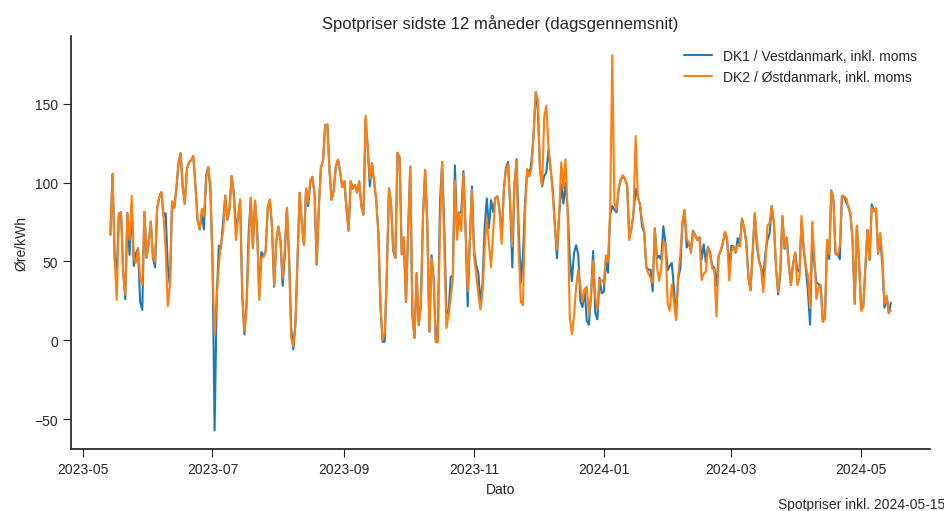 Spotpriser sidste 12 måneder (dagsgennemsnit)
DK1 / Vestdanmark, inkl. moms
DK2 / Østdanmark, inkl. moms
150
100
50
0
−50
Øre/kWh
2023-05 2023-07 2023-09 2023-11 2024-01 2024-03 2024-05
Dato
Spotpriser inkl. 2024-05-15